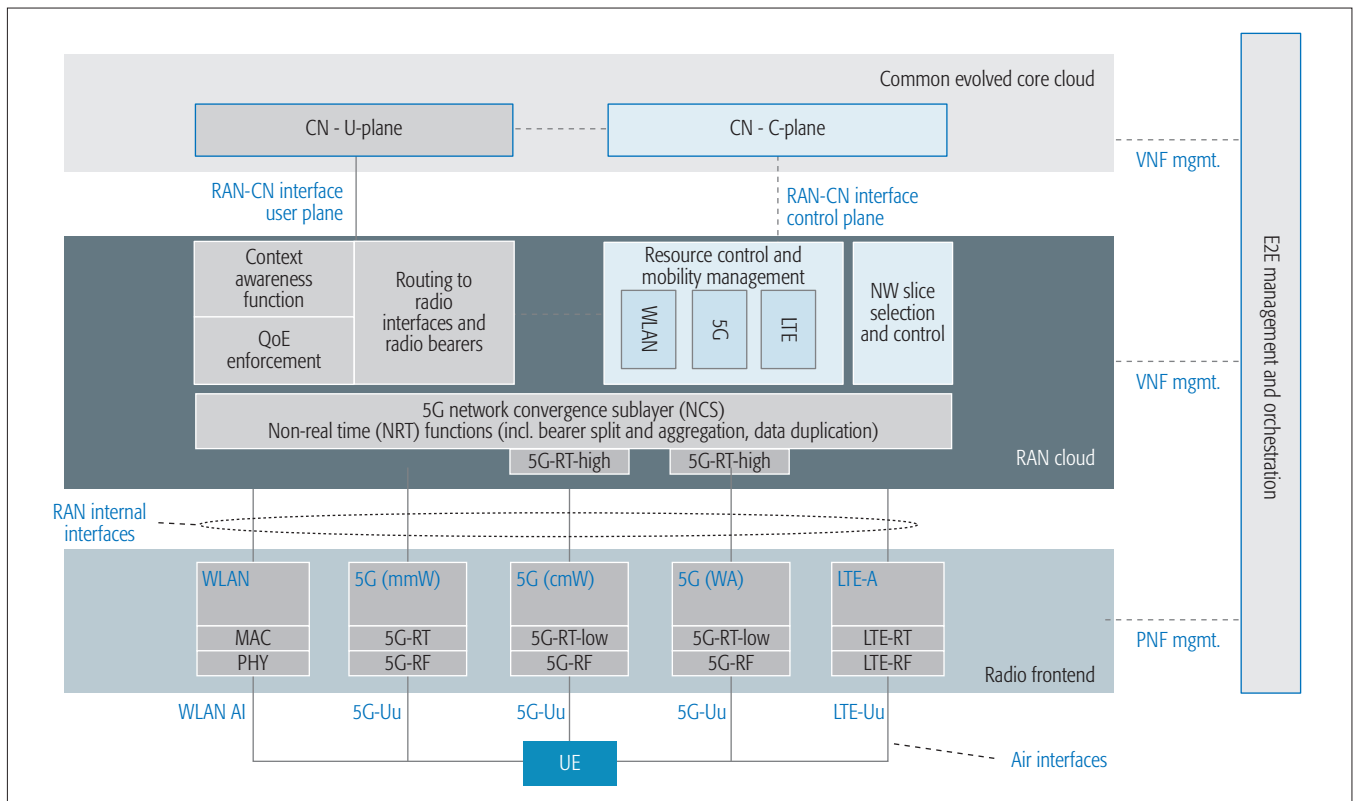 Common evolved core cloud
CN - U-plane
CN - C-plane
VNF mgmt.
RAN-CN interface
user plane
RAN-CN interface
control plane
E2E management and orchestration
Context
awareness
function
QoE
enforcement
Routing to
radio
interfaces and
radio bearers
Resource control and
mobility management
WLAN
5G
LTE
NW slice
selection
and control
VNF mgmt.
5G network convergence sublayer (NCS)
Non-real time (NRT) functions (incl. bearer split and aggregation, data duplication)
5G-RT-high
5G-RT-high
RAN cloud
RAN internal
interfaces
WLAN
MAC
PHY
5G (mmW)
5G-RT
5G-RF
5G (cmW)
5G-RT-low
5G-RF
5G (WA)
5G-RT-low
5G-RF
LTE-A
LTE-RT
LTE-RF
Radio frontend
PNF mgmt.
WLAN AI
5G-Uu
5G-Uu
5G-Uu
LTE-Uu
UE
Air interfaces